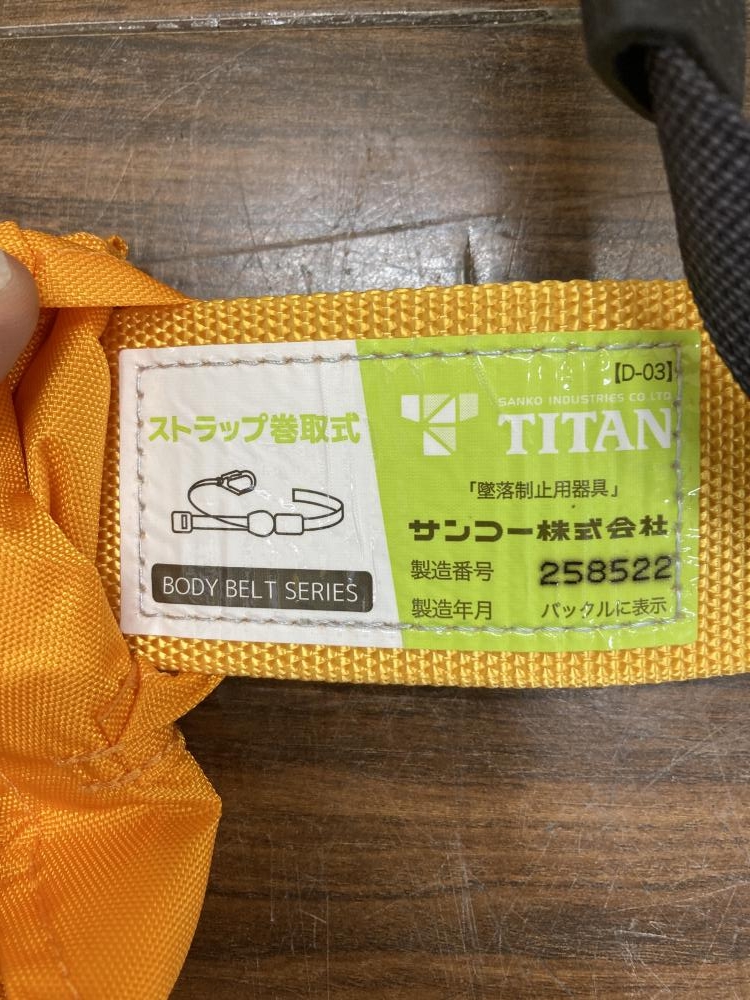 ストラップ巻取式
BODY BELT SERIES
【D-03】
SANKO INDUSTRIES CO.LTD.
TITAN
「墜落制止用器具」
サンコー株式会社
製造番号 258522
製造年月 バックルに表示